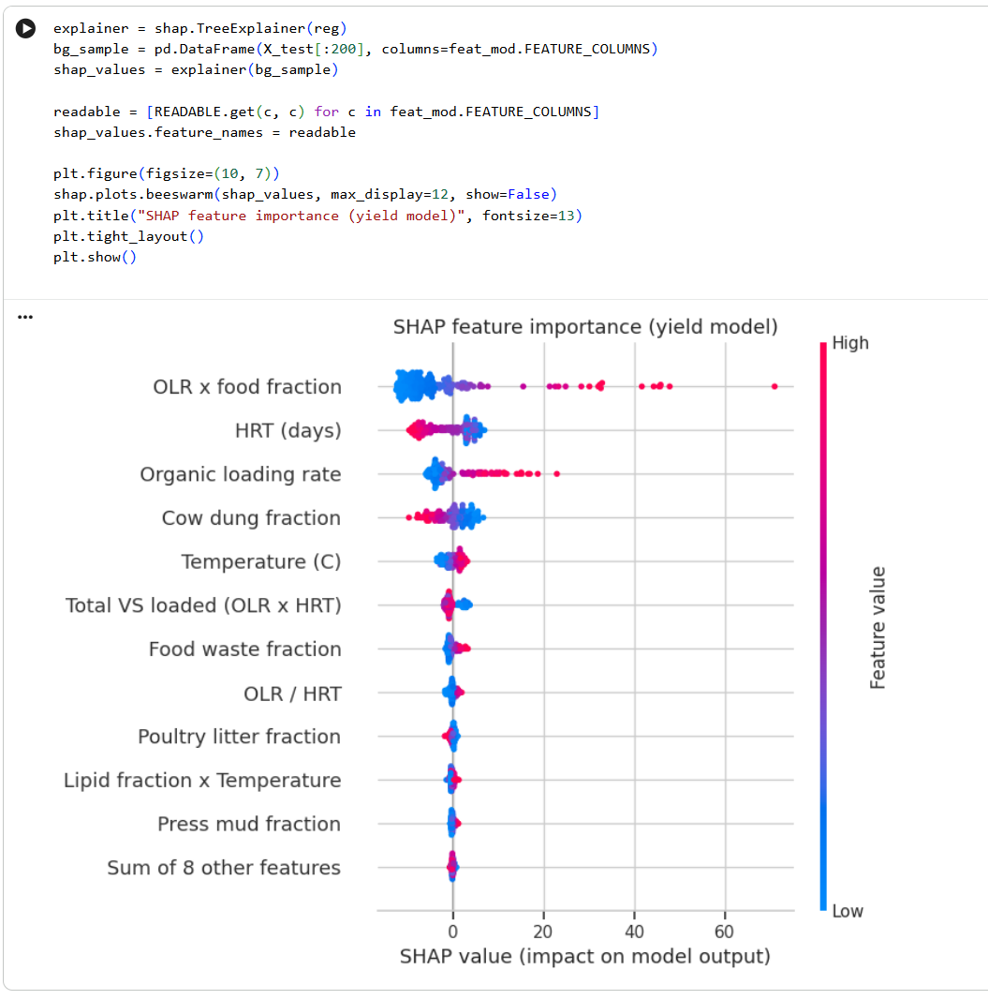 explainer = shap.TreeExplainer(reg)
bg_sample = pd.DataFrame(X_test[:200], columns=feat_mod.FEATURE_COLUMNS)
shap_values = explainer(bg_sample)
readable = [READABLE.get(c, c) for c in feat_mod.FEATURE_COLUMNS]
shap_values.feature_names = readable
plt.figure(figsize=(10, 7))
shap.plots.beeswarm(shap_values, max_display=12, show=False)
plt.title("SHAP feature importance (yield model)", fontsize=13)
plt.tight_layout()
plt.show()
SHAP feature importance (yield model)
High
OLR x food fraction
HRT (days)
Organic loading rate
Cow dung fraction
Temperature (C)
Total VS loaded (OLR x HRT)
Food waste fraction
OLR / HRT
Poultry litter fraction
Lipid fraction x Temperature
Press mud fraction
Sum of 8 other features
Feature value
Low
0 20 40 60
SHAP value (impact on model output)